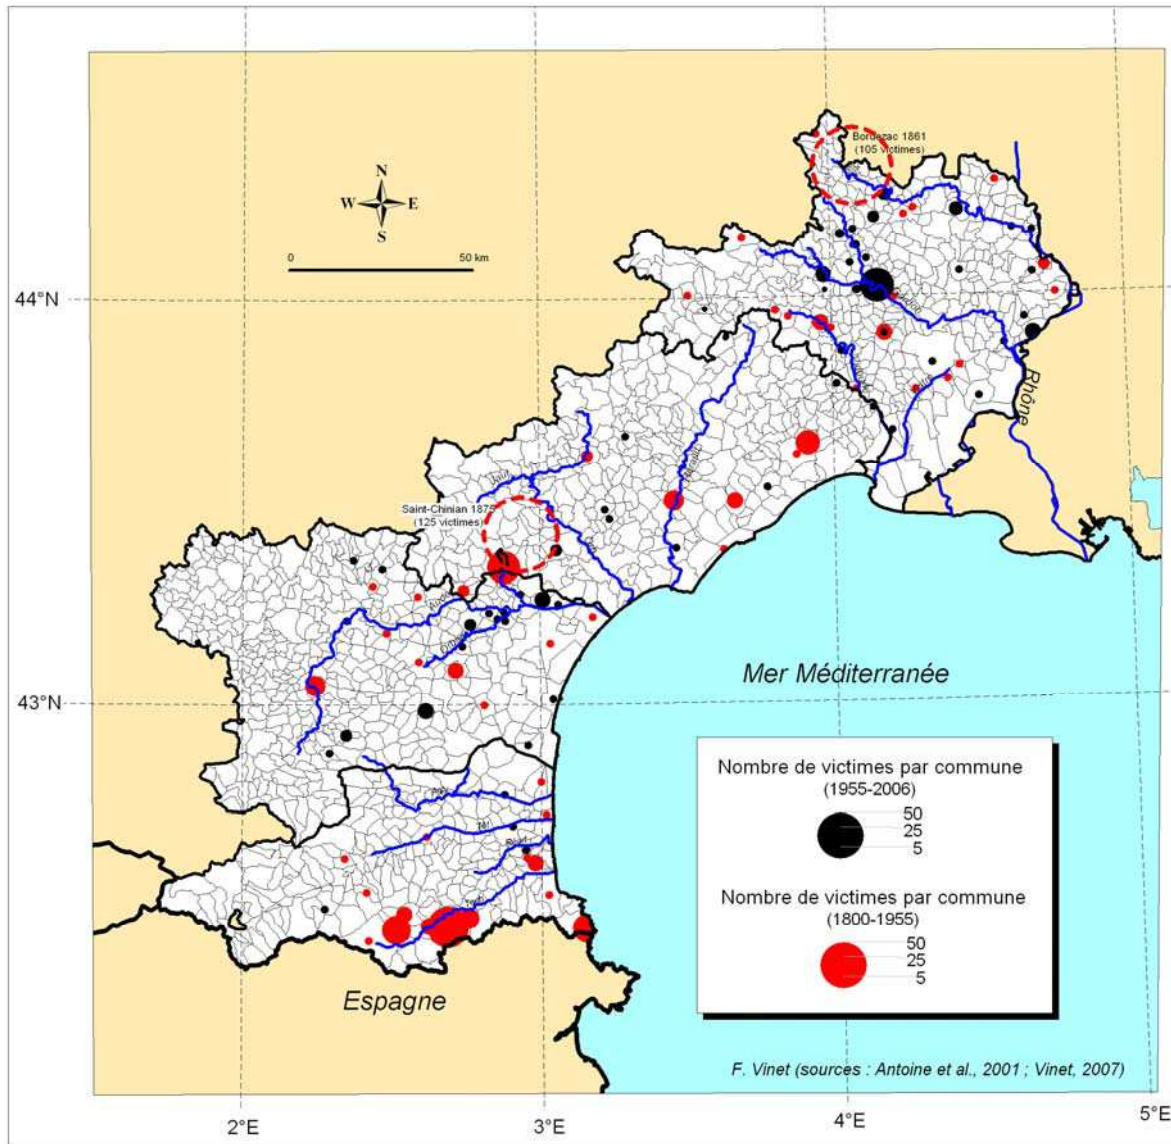 Bordezac 1861
(105 victimes)
N
W
E
S
0
50 km
44°N
Rhône
Saint-Chinian 1875
(125 victimes)
Mer Méditerranée
43°N
Nombre de victimes par commune
(1955-2006)
50
25
5
Nombre de victimes par commune
(1800-1955)
50
25
5
Espagne
F. Vinet (sources : Antoine et al., 2001 ; Vinet, 2007)
2°E
3°E
4°E
5°E